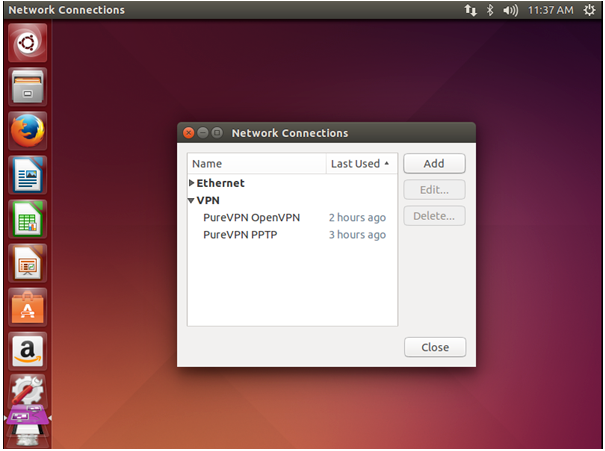 Network Connections
11:37 AM
Network Connections
Name Last Used
Ethernet
VPN
PureVPN OpenVPN 2 hours ago
PureVPN PPTP 3 hours ago
Add
Edit...
Delete...
Close